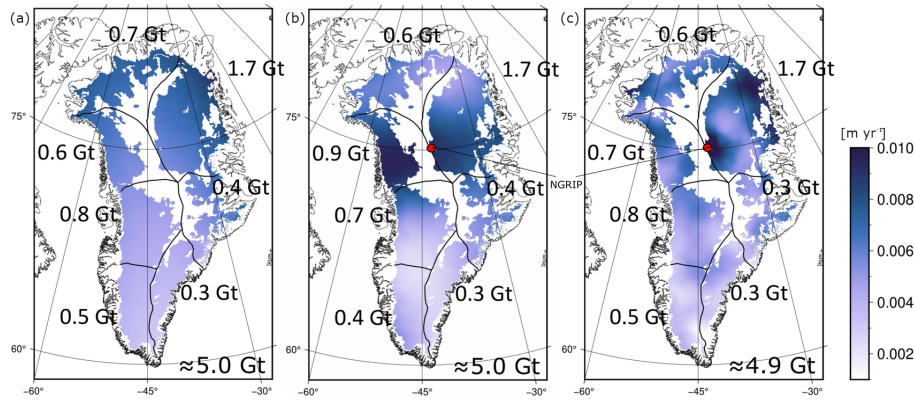 (a)
0.7 Gt
1.7 Gt
75°
0.6 Gt
0.4 Gt
0.8 Gt
0.3 Gt
0.5 Gt
60°
≈5.0 Gt
−60°
−45°
−30°
(b)
0.6 Gt
1.7 Gt
0.9 Gt
0.4 Gt
NGRIP
0.7 Gt
0.3 Gt
0.4 Gt
≈5.0 Gt
−60°
−45°
−30°
(c)
0.6 Gt
1.7 Gt
75°
0.7 Gt
0.3 Gt
0.8 Gt
0.3 Gt
0.5 Gt
60°
≈4.9 Gt
−60°
−45°
−30°
[m yr⁻¹]
0.010
0.008
0.006
0.004
0.002